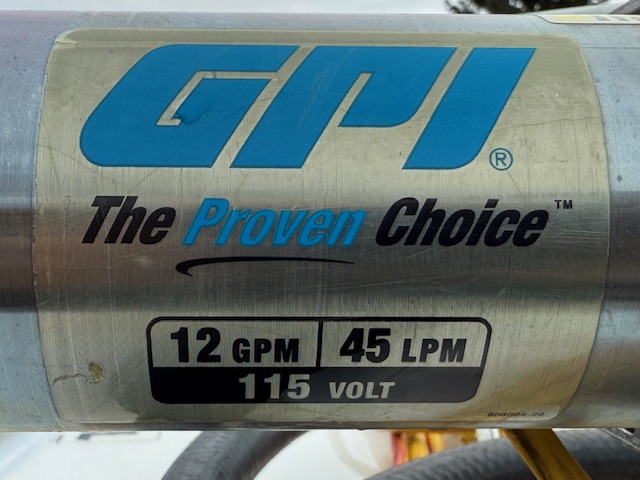 GPI®
The Proven Choice™
12 GPM 45 LPM
115 VOLT